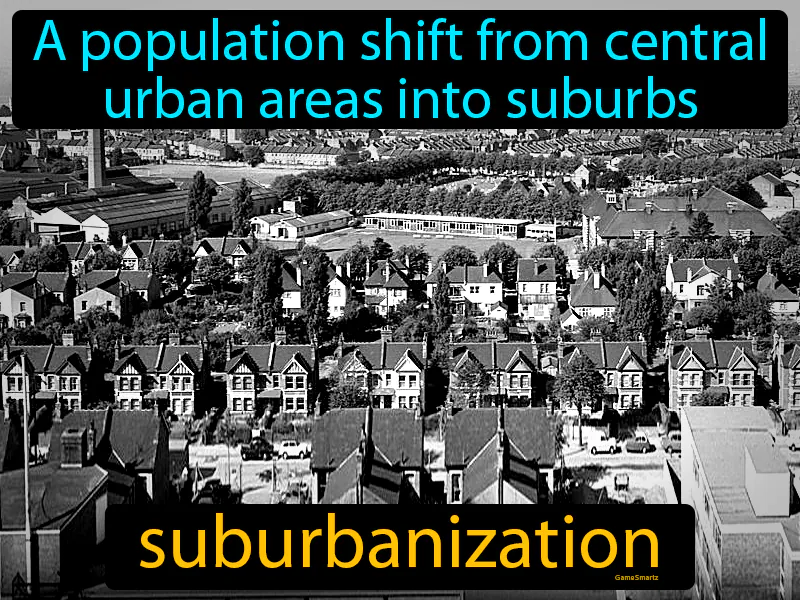 A population shift from central
urban areas into suburbs
suburbanization
GameSmartz